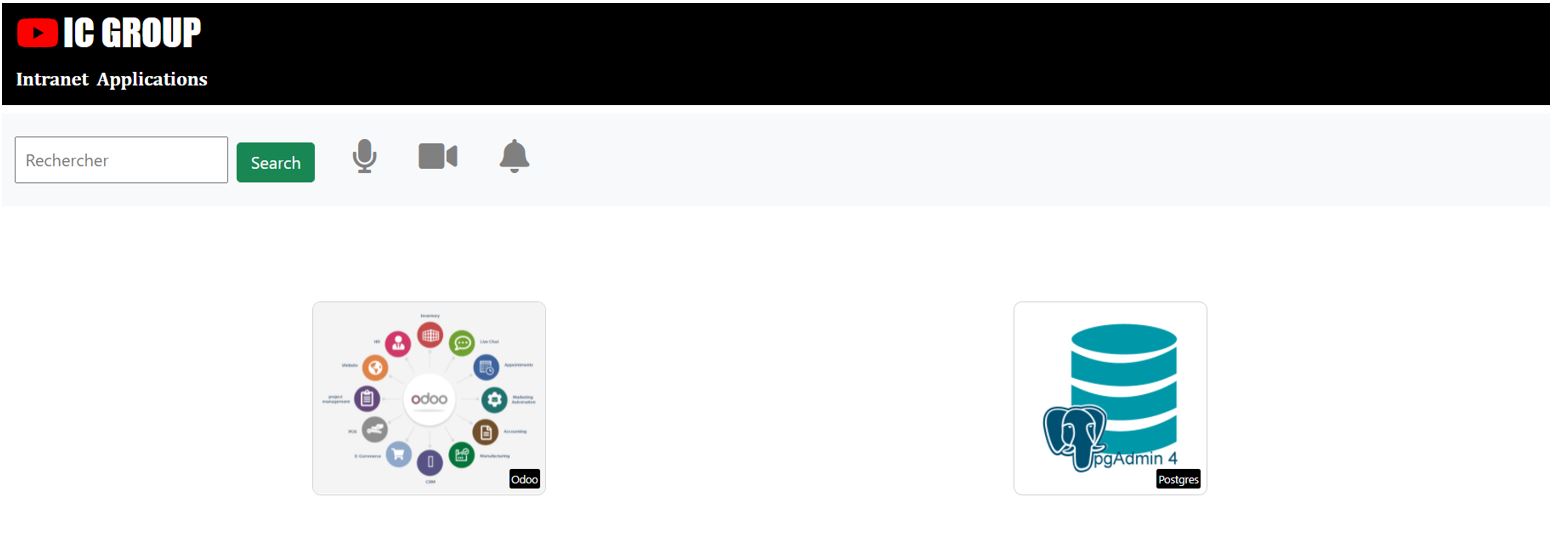 IC GROUP
Intranet Applications
Rechercher
Search
Inventory
HR
Live Chat
Website
Appointments
project
management
odoo
Marketing
Automation
POS
Accounting
E-Commerce
Manufacturing
CRM
Odoo
pgAdmin 4
Postgres